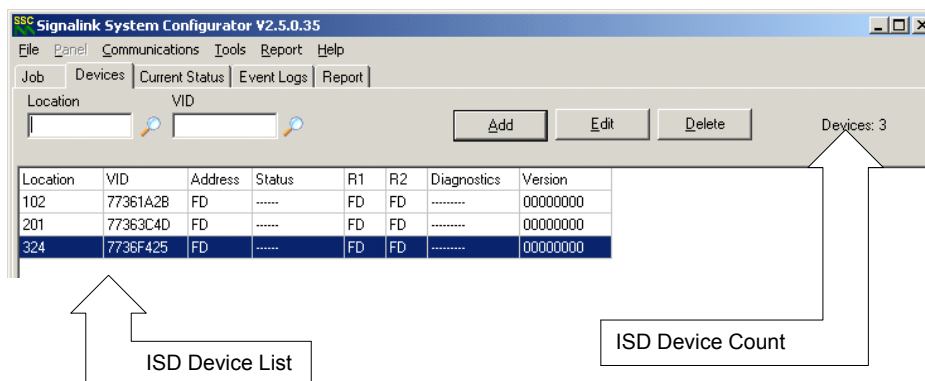 SSC Signalink System Configurator V2.5.0.35
File Panel Communications Tools Report Help
Job Devices Current Status Event Logs Report
Location VID
Add Edit Delete Devices: 3
Location VID Address Status R1 R2 Diagnostics Version
102 77361A2B FD ------ FD FD --------- 00000000
201 77363C4D FD ------ FD FD --------- 00000000
324 7736F425 FD ------ FD FD --------- 00000000
ISD Device List
ISD Device Count